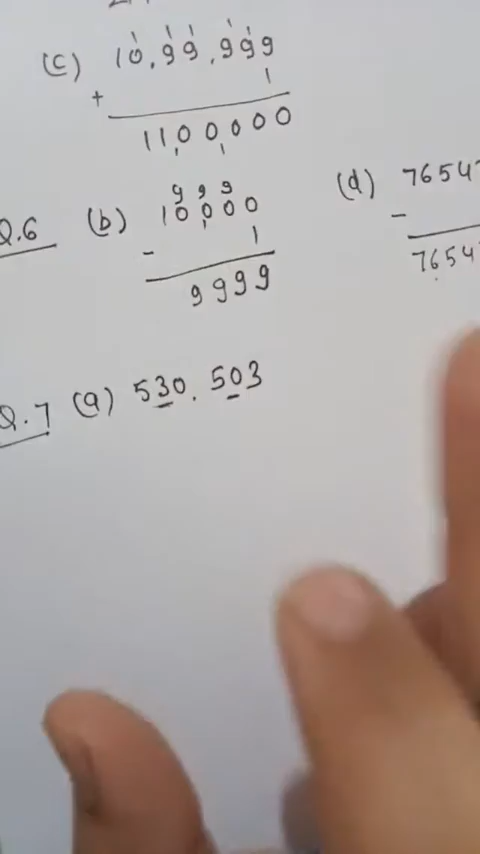 (c) 10,99,999
+ 1
11,00,000
Q.6 (b) 10,000
- 1
9999
(d) 7654
-
7654
Q.7 (a) 530, 503